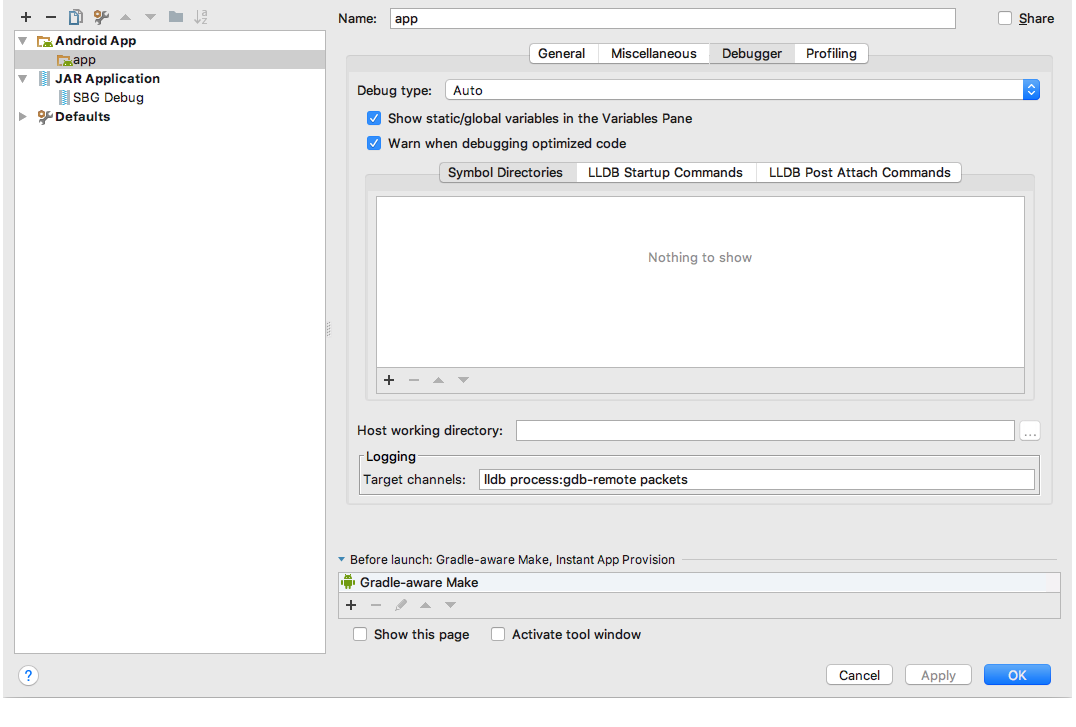 Name: app Share
Android App
app
JAR Application
SBG Debug
Defaults
General Miscellaneous Debugger Profiling
Debug type: Auto
Show static/global variables in the Variables Pane
Warn when debugging optimized code
Symbol Directories LLDB Startup Commands LLDB Post Attach Commands
Nothing to show
Host working directory: ...
Logging
Target channels: lldb process:gdb-remote packets
Before launch: Gradle-aware Make, Instant App Provision
Gradle-aware Make
Show this page Activate tool window
? Cancel Apply OK